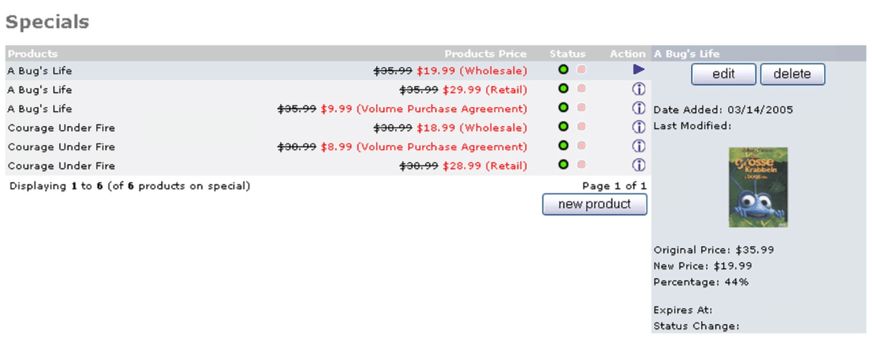 Specials
Products Products Price Status Action
A Bug's Life $35.99 $19.99 (Wholesale)
A Bug's Life $35.99 $29.99 (Retail)
A Bug's Life $35.99 $9.99 (Volume Purchase Agreement)
Courage Under Fire $30.99 $18.99 (Wholesale)
Courage Under Fire $30.99 $8.99 (Volume Purchase Agreement)
Courage Under Fire $30.99 $28.99 (Retail)
Displaying 1 to 6 (of 6 products on special) Page 1 of 1
new product
A Bug's Life
edit delete
Date Added: 03/14/2005
Last Modified:
grosse
Krabbeln
Original Price: $35.99
New Price: $19.99
Percentage: 44%
Expires At:
Status Change: